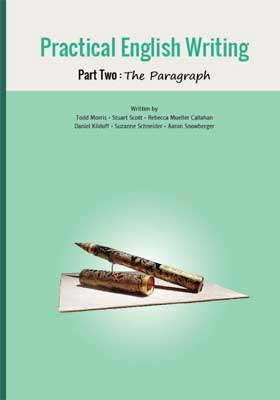 Practical English Writing
Part Two : The Paragraph
Written by
Todd Morris • Stuart Scott • Rebecca Mueller Callahan
Daniel Kilduff • Suzanne Schneider • Aaron Snowberger